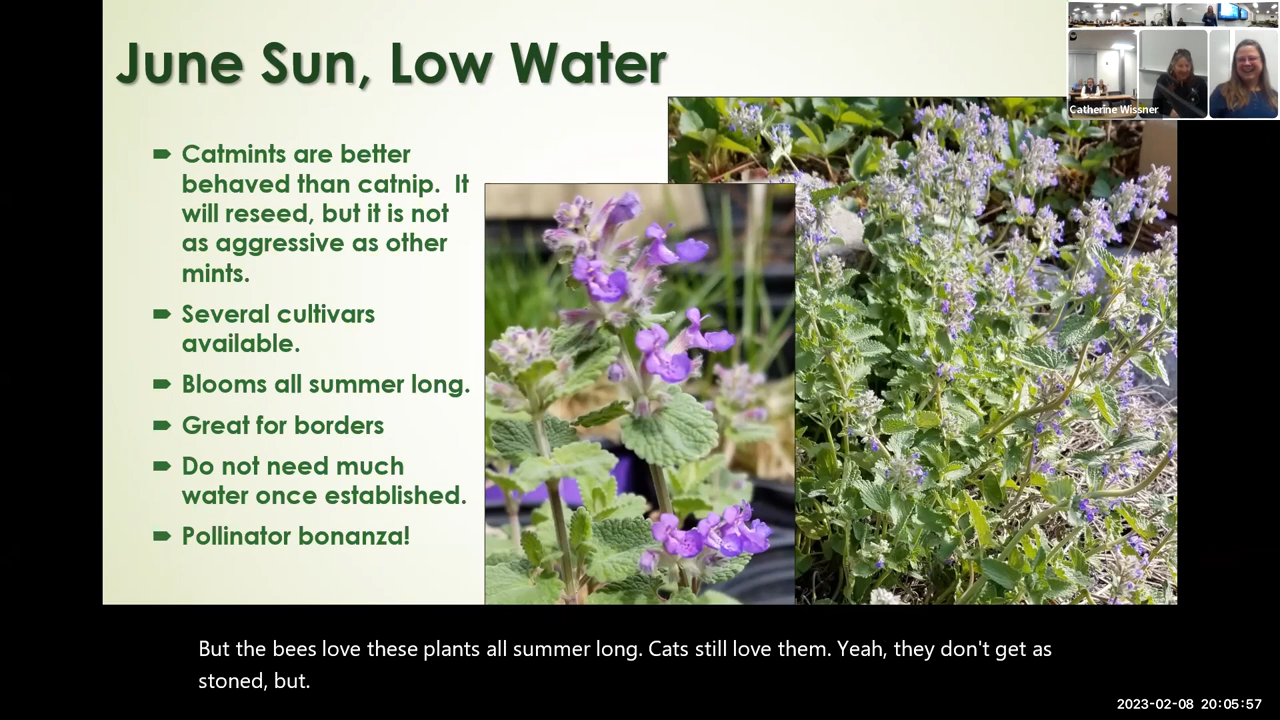 June Sun, Low Water
Catherine Wissner
Catmints are better
behaved than catnip.  It
will reseed, but it is not
as aggressive as other
mints.
Several cultivars
available.
Blooms all summer long.
Great for borders
Do not need much
water once established.
Pollinator bonanza!
But the bees love these plants all summer long. Cats still love them. Yeah, they don't get as
stoned, but.
2023-02-08 20:05:57